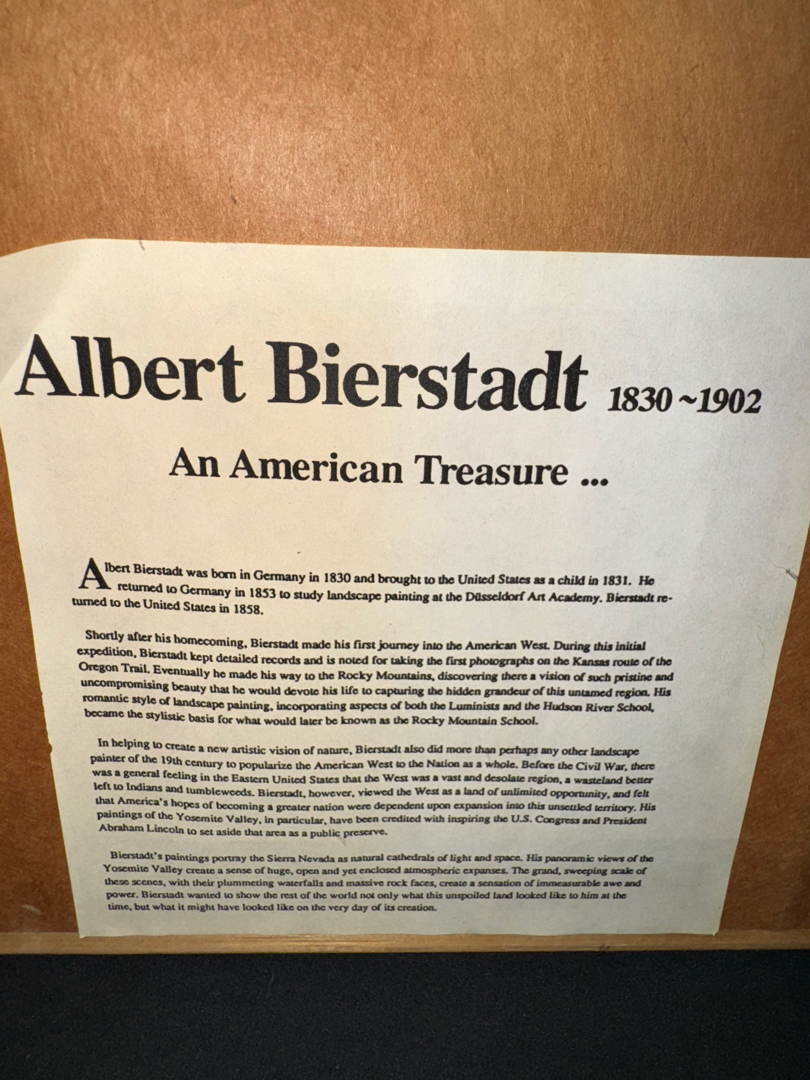 Albert Bierstadt 1830~1902
An American Treasure ...
Albert Bierstadt was born in Germany in 1830 and brought to the United States as a child in 1831. He
returned to Germany in 1853 to study landscape painting at the Düsseldorf Art Academy. Bierstadt re-
turned to the United States in 1858.
Shortly after his homecoming, Bierstadt made his first journey into the American West. During this initial
expedition, Bierstadt kept detailed records and is noted for taking the first photographs on the Kansas route of the
Oregon Trail. Eventually he made his way to the Rocky Mountains, discovering there a vision of such pristine and
uncompromising beauty that he would devote his life to capturing the hidden grandeur of this untamed region. His
romantic style of landscape painting, incorporating aspects of both the Luminists and the Hudson River School,
became the stylistic basis for what would later be known as the Rocky Mountain School.
In helping to create a new artistic vision of nature, Bierstadt also did more than perhaps any other landscape
painter of the 19th century to popularize the American West to the Nation as a whole. Before the Civil War, there
was a general feeling in the Eastern United States that the West was a vast and desolate region, a wasteland better
left to Indians and tumbleweeds. Bierstadt, however, viewed the West as a land of unlimited opportunity, and felt
that America's hopes of becoming a greater nation were dependent upon expansion into this unsettled territory. His
paintings of the Yosemite Valley, in particular, have been credited with inspiring the U.S. Congress and President
Abraham Lincoln to set aside that area as a public preserve.
Bierstadt's paintings portray the Sierra Nevada as natural cathedrals of light and space. His panoramic views of the
Yosemite Valley create a sense of huge, open and yet enclosed atmospheric expanses. The grand, sweeping scale of
these scenes, with their plummeting waterfalls and massive rock faces, create a sensation of immeasurable awe and
power. Bierstadt wanted to show the rest of the world not only what this unspoiled land looked like to him at the
time, but what it might have looked like on the very day of its creation.